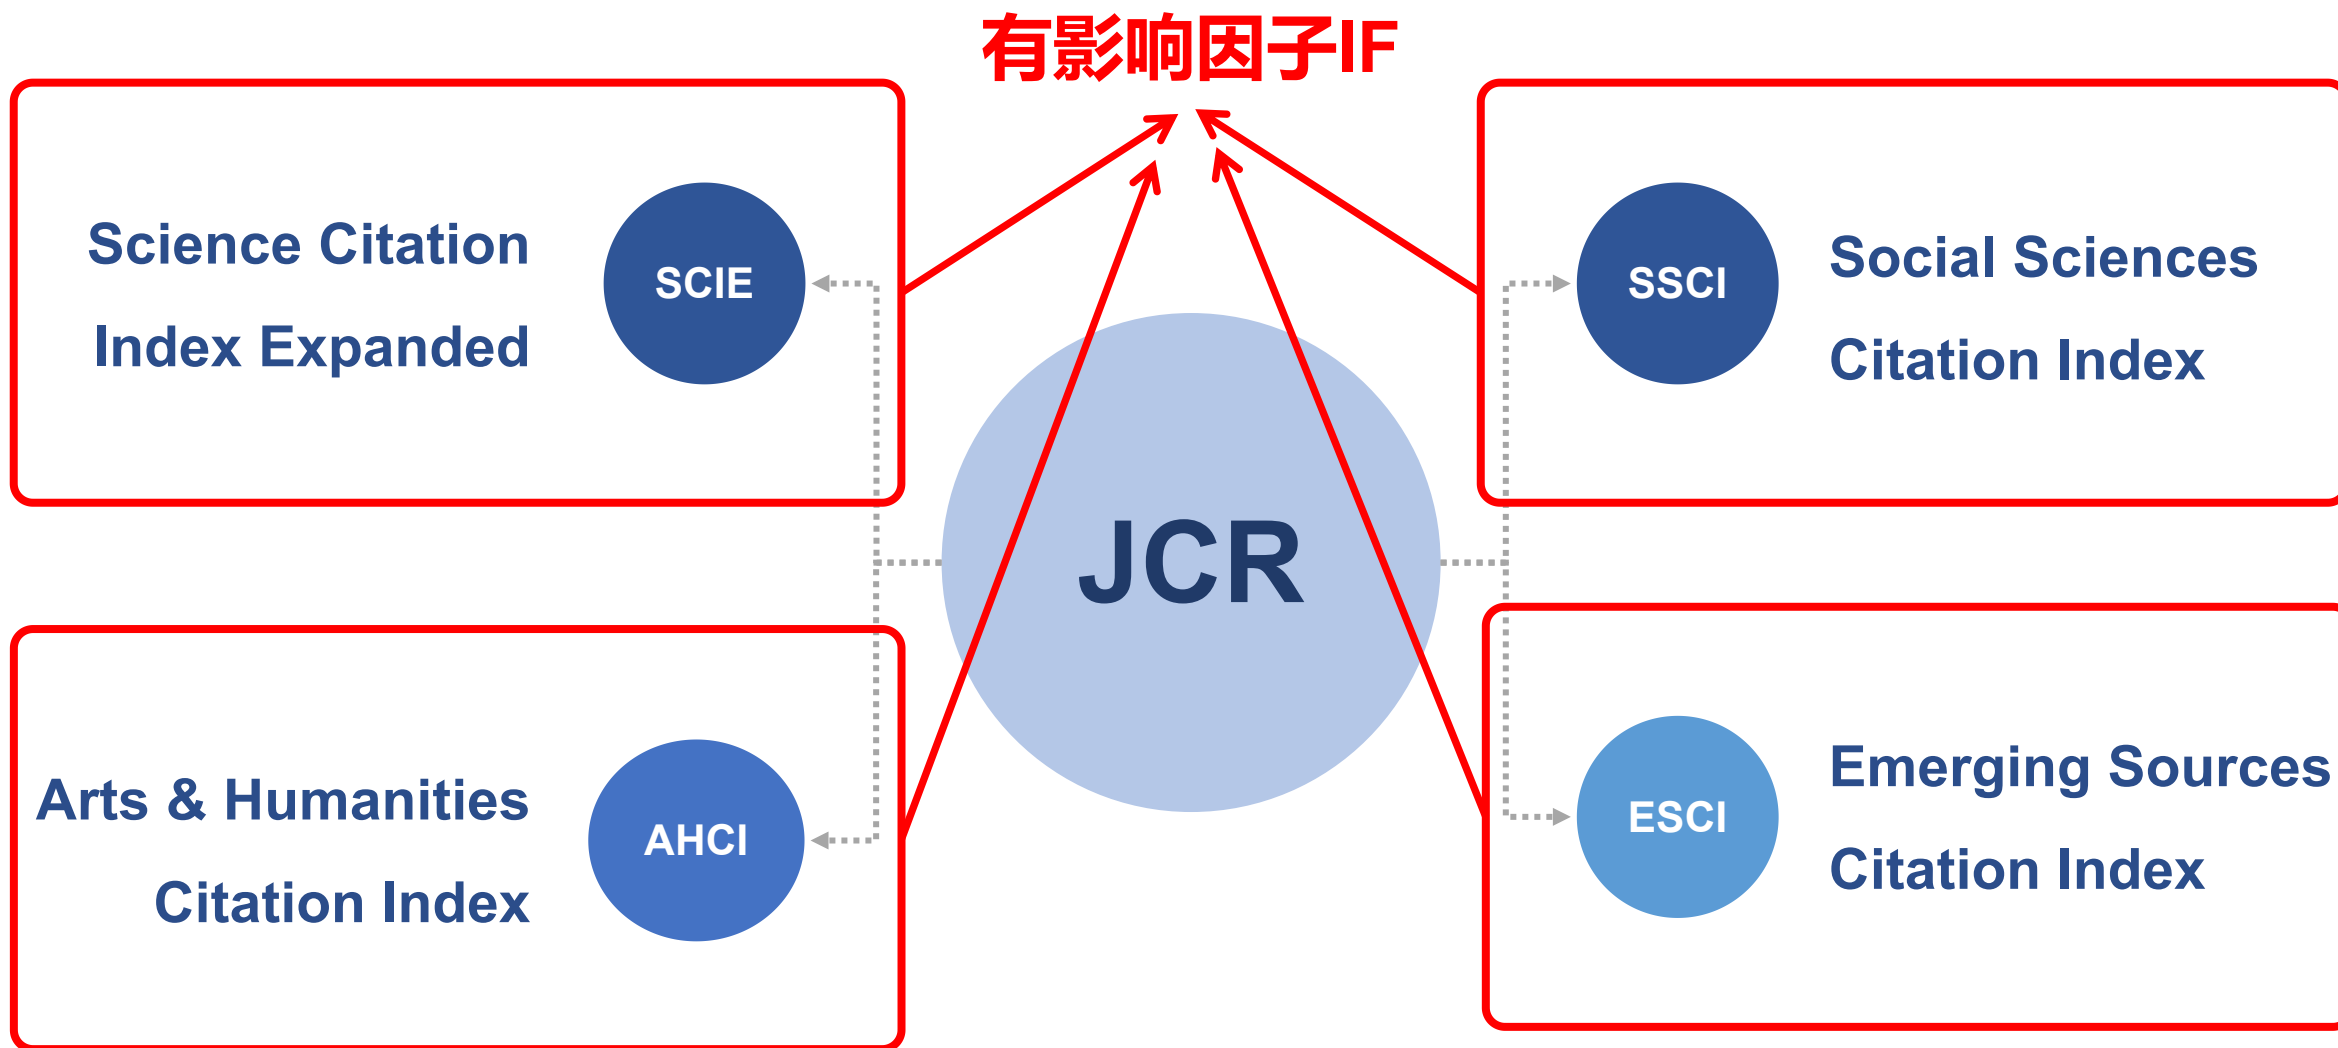 有影响因子IF
Science Citation
Index Expanded
SCIE
SSCI
Social Sciences
Citation Index
JCR
Arts & Humanities
Citation Index
AHCI
ESCI
Emerging Sources
Citation Index